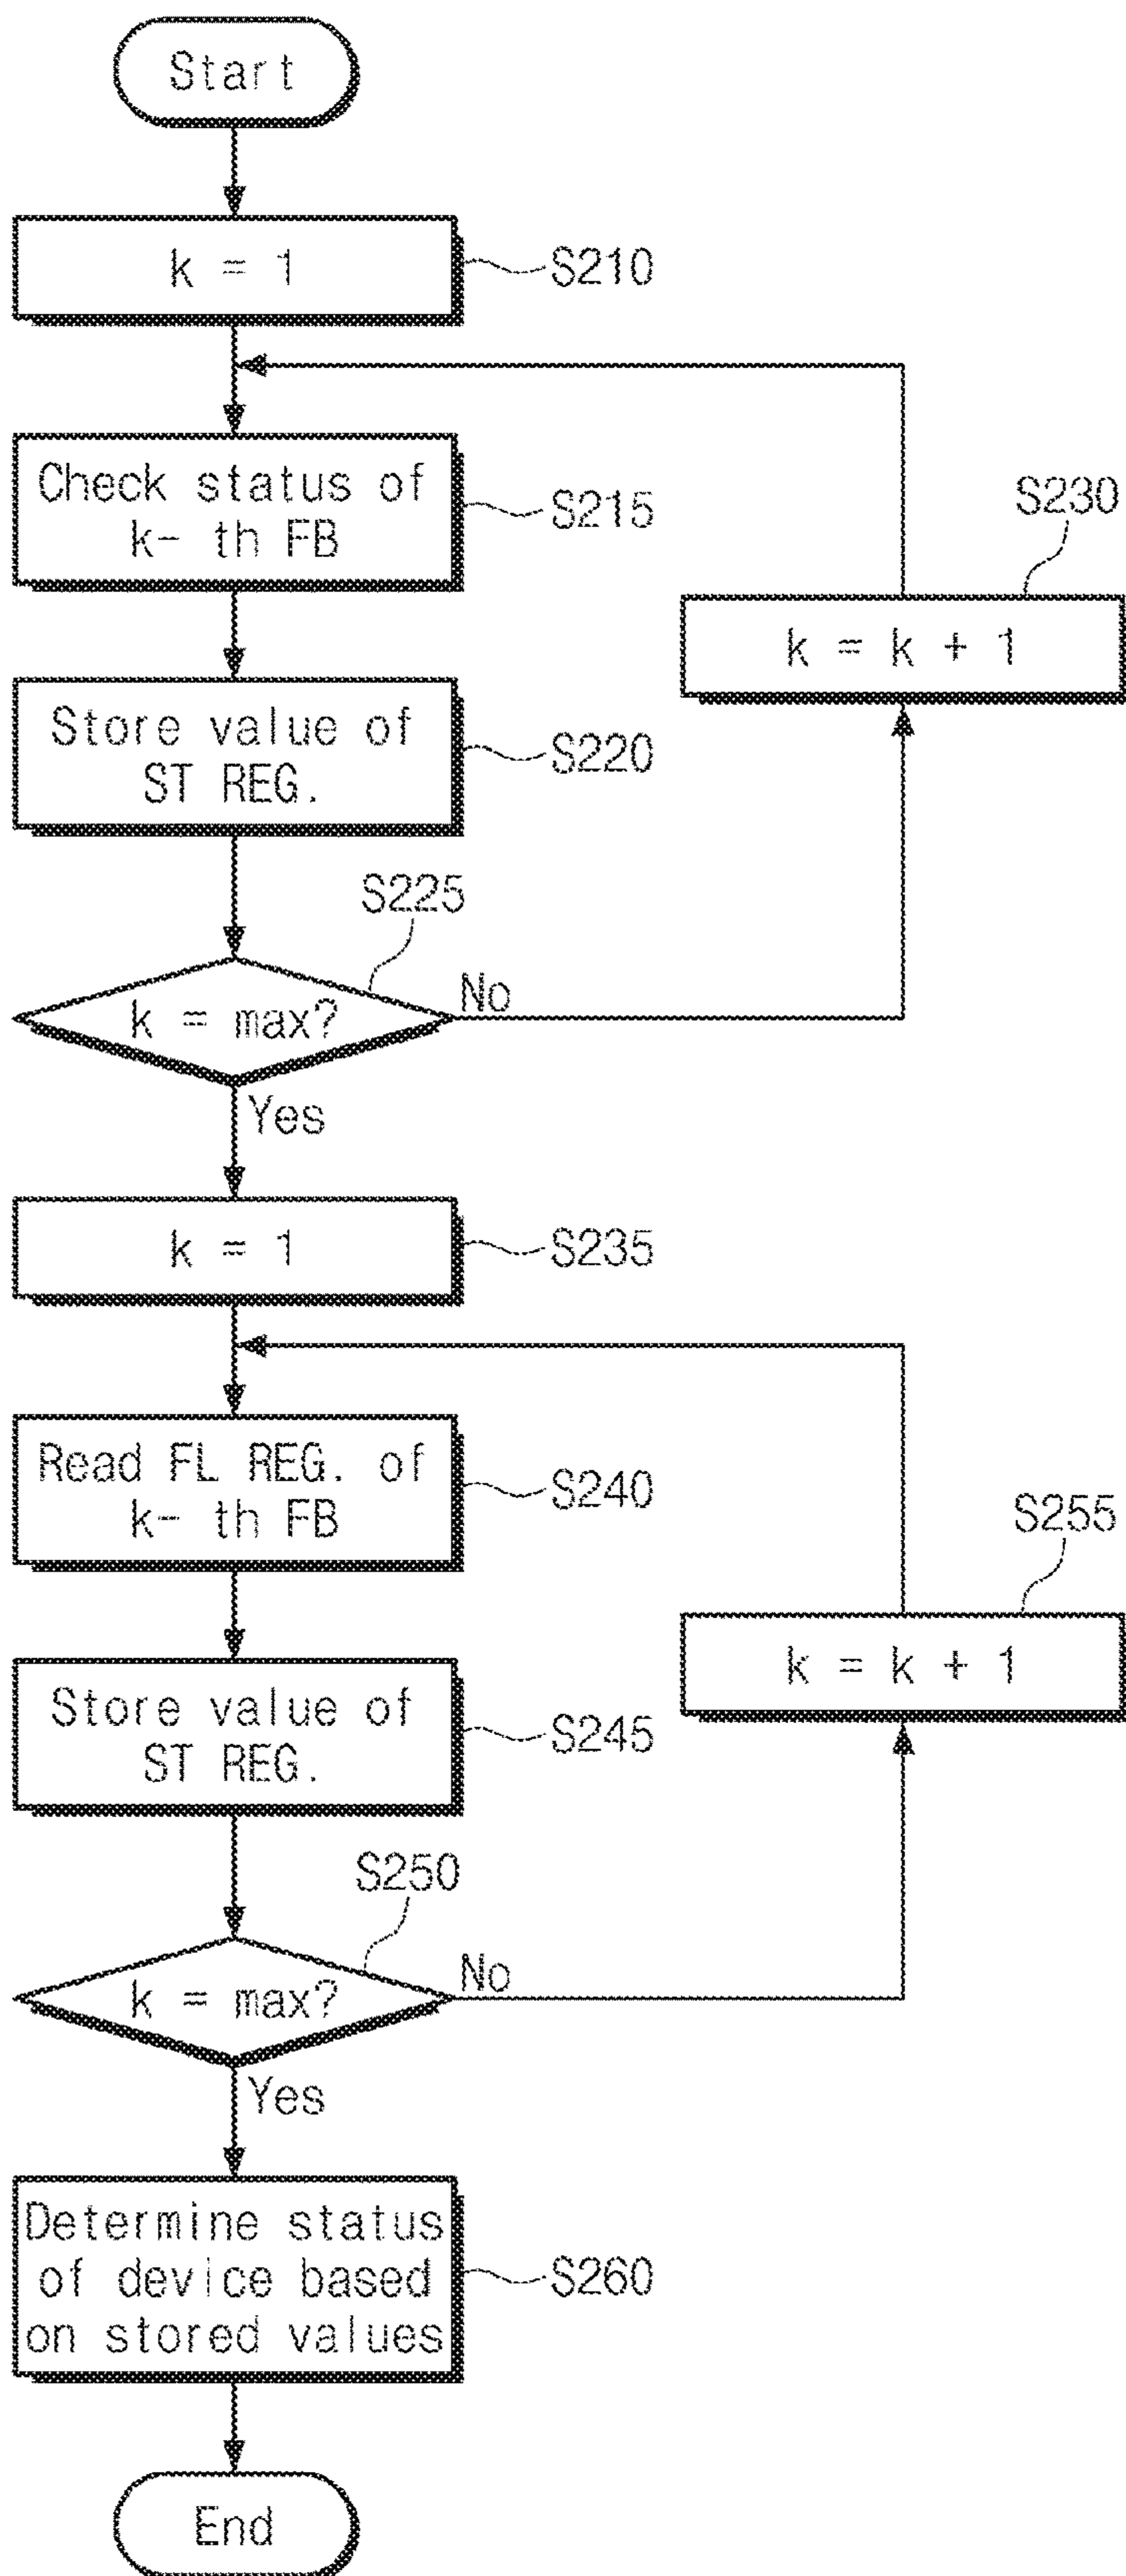 Start
k = 1
S210
Check status of
k- th FB
S215
S230
k = k + 1
Store value of
ST REG.
S220
S225
k = max?
No
Yes
k = 1
S235
Read FL REG. of
k- th FB
S240
S255
k = k + 1
Store value of
ST REG.
S245
S250
k = max?
No
Yes
Determine status
of device based
on stored values
S260
End